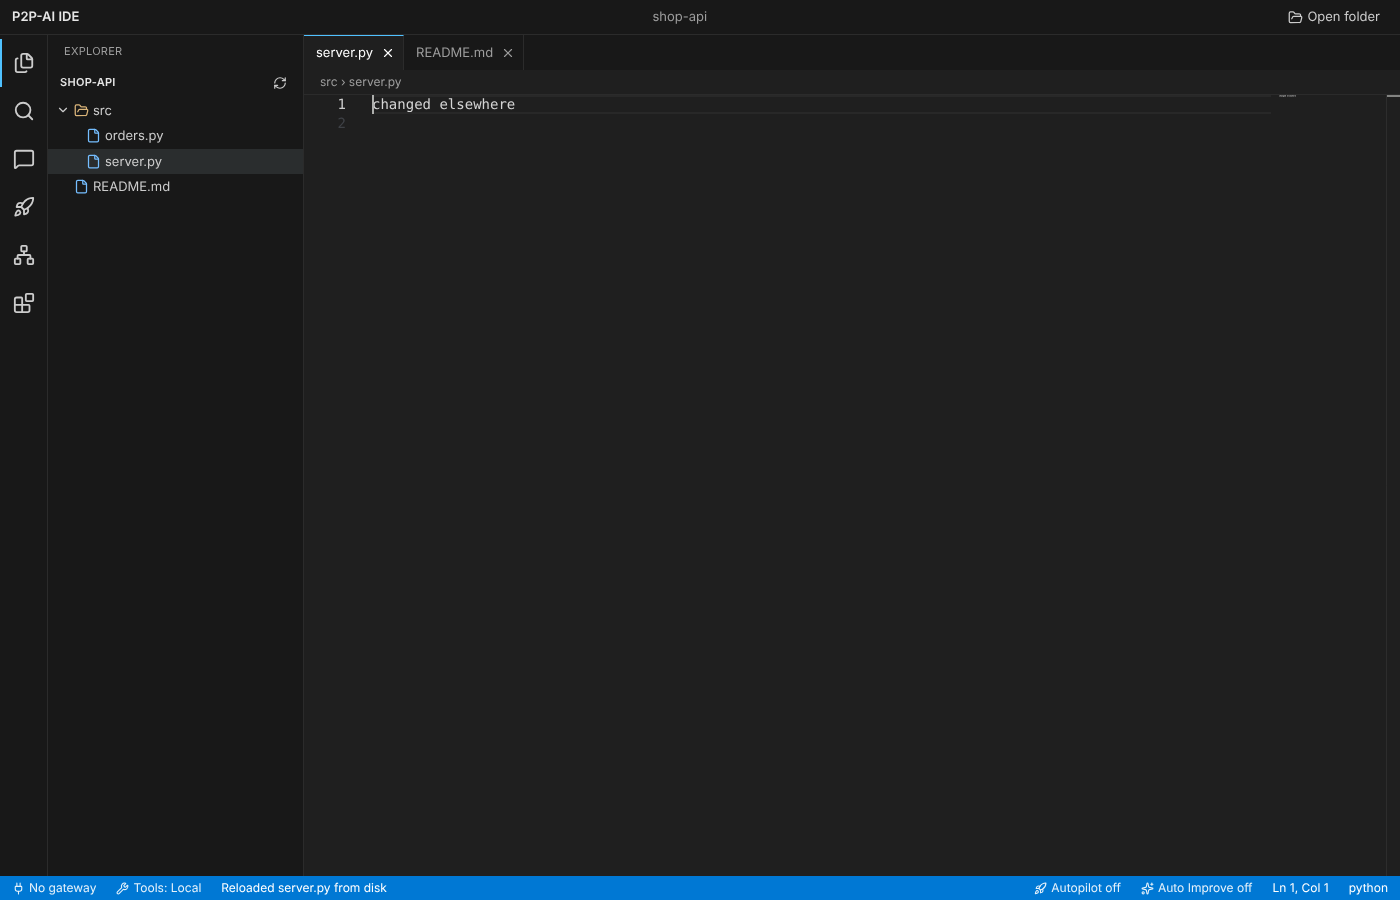 P2P-AI IDE
shop-api
Open folder
EXPLORER
SHOP-API
src
orders.py
server.py
README.md
server.py
README.md
src › server.py
1 changed elsewhere
2
No gateway
Tools: Local
Reloaded server.py from disk
Autopilot off
Auto Improve off
Ln 1, Col 1
python